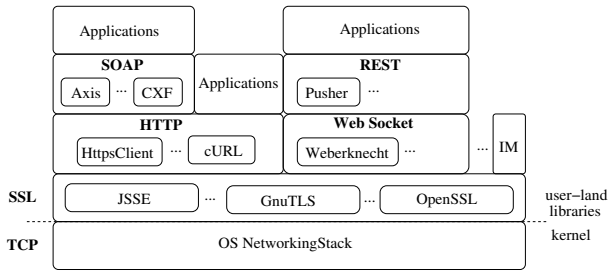 Applications
Applications
SOAP
Axis ... CXF
Applications
REST
Pusher ...
HTTP
HttpsClient ... cURL
Web Socket
Weberknecht ...
... IM
SSL
JSSE ... GnuTLS ... OpenSSL
user-land
libraries
kernel
TCP
OS NetworkingStack